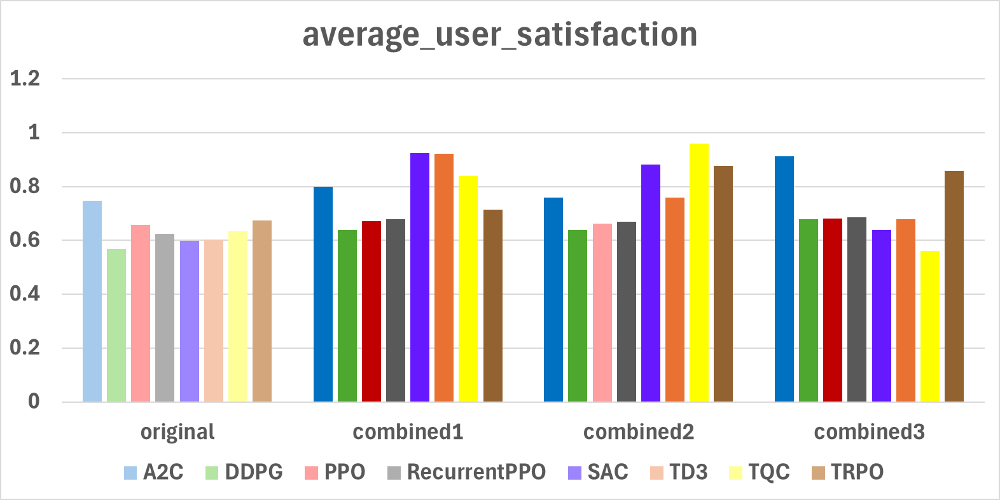 average_user_satisfaction
1.2
1
0.8
0.6
0.4
0.2
0
original combined1 combined2 combined3
A2C DDPG PPO RecurrentPPO SAC TD3 TQC TRPO